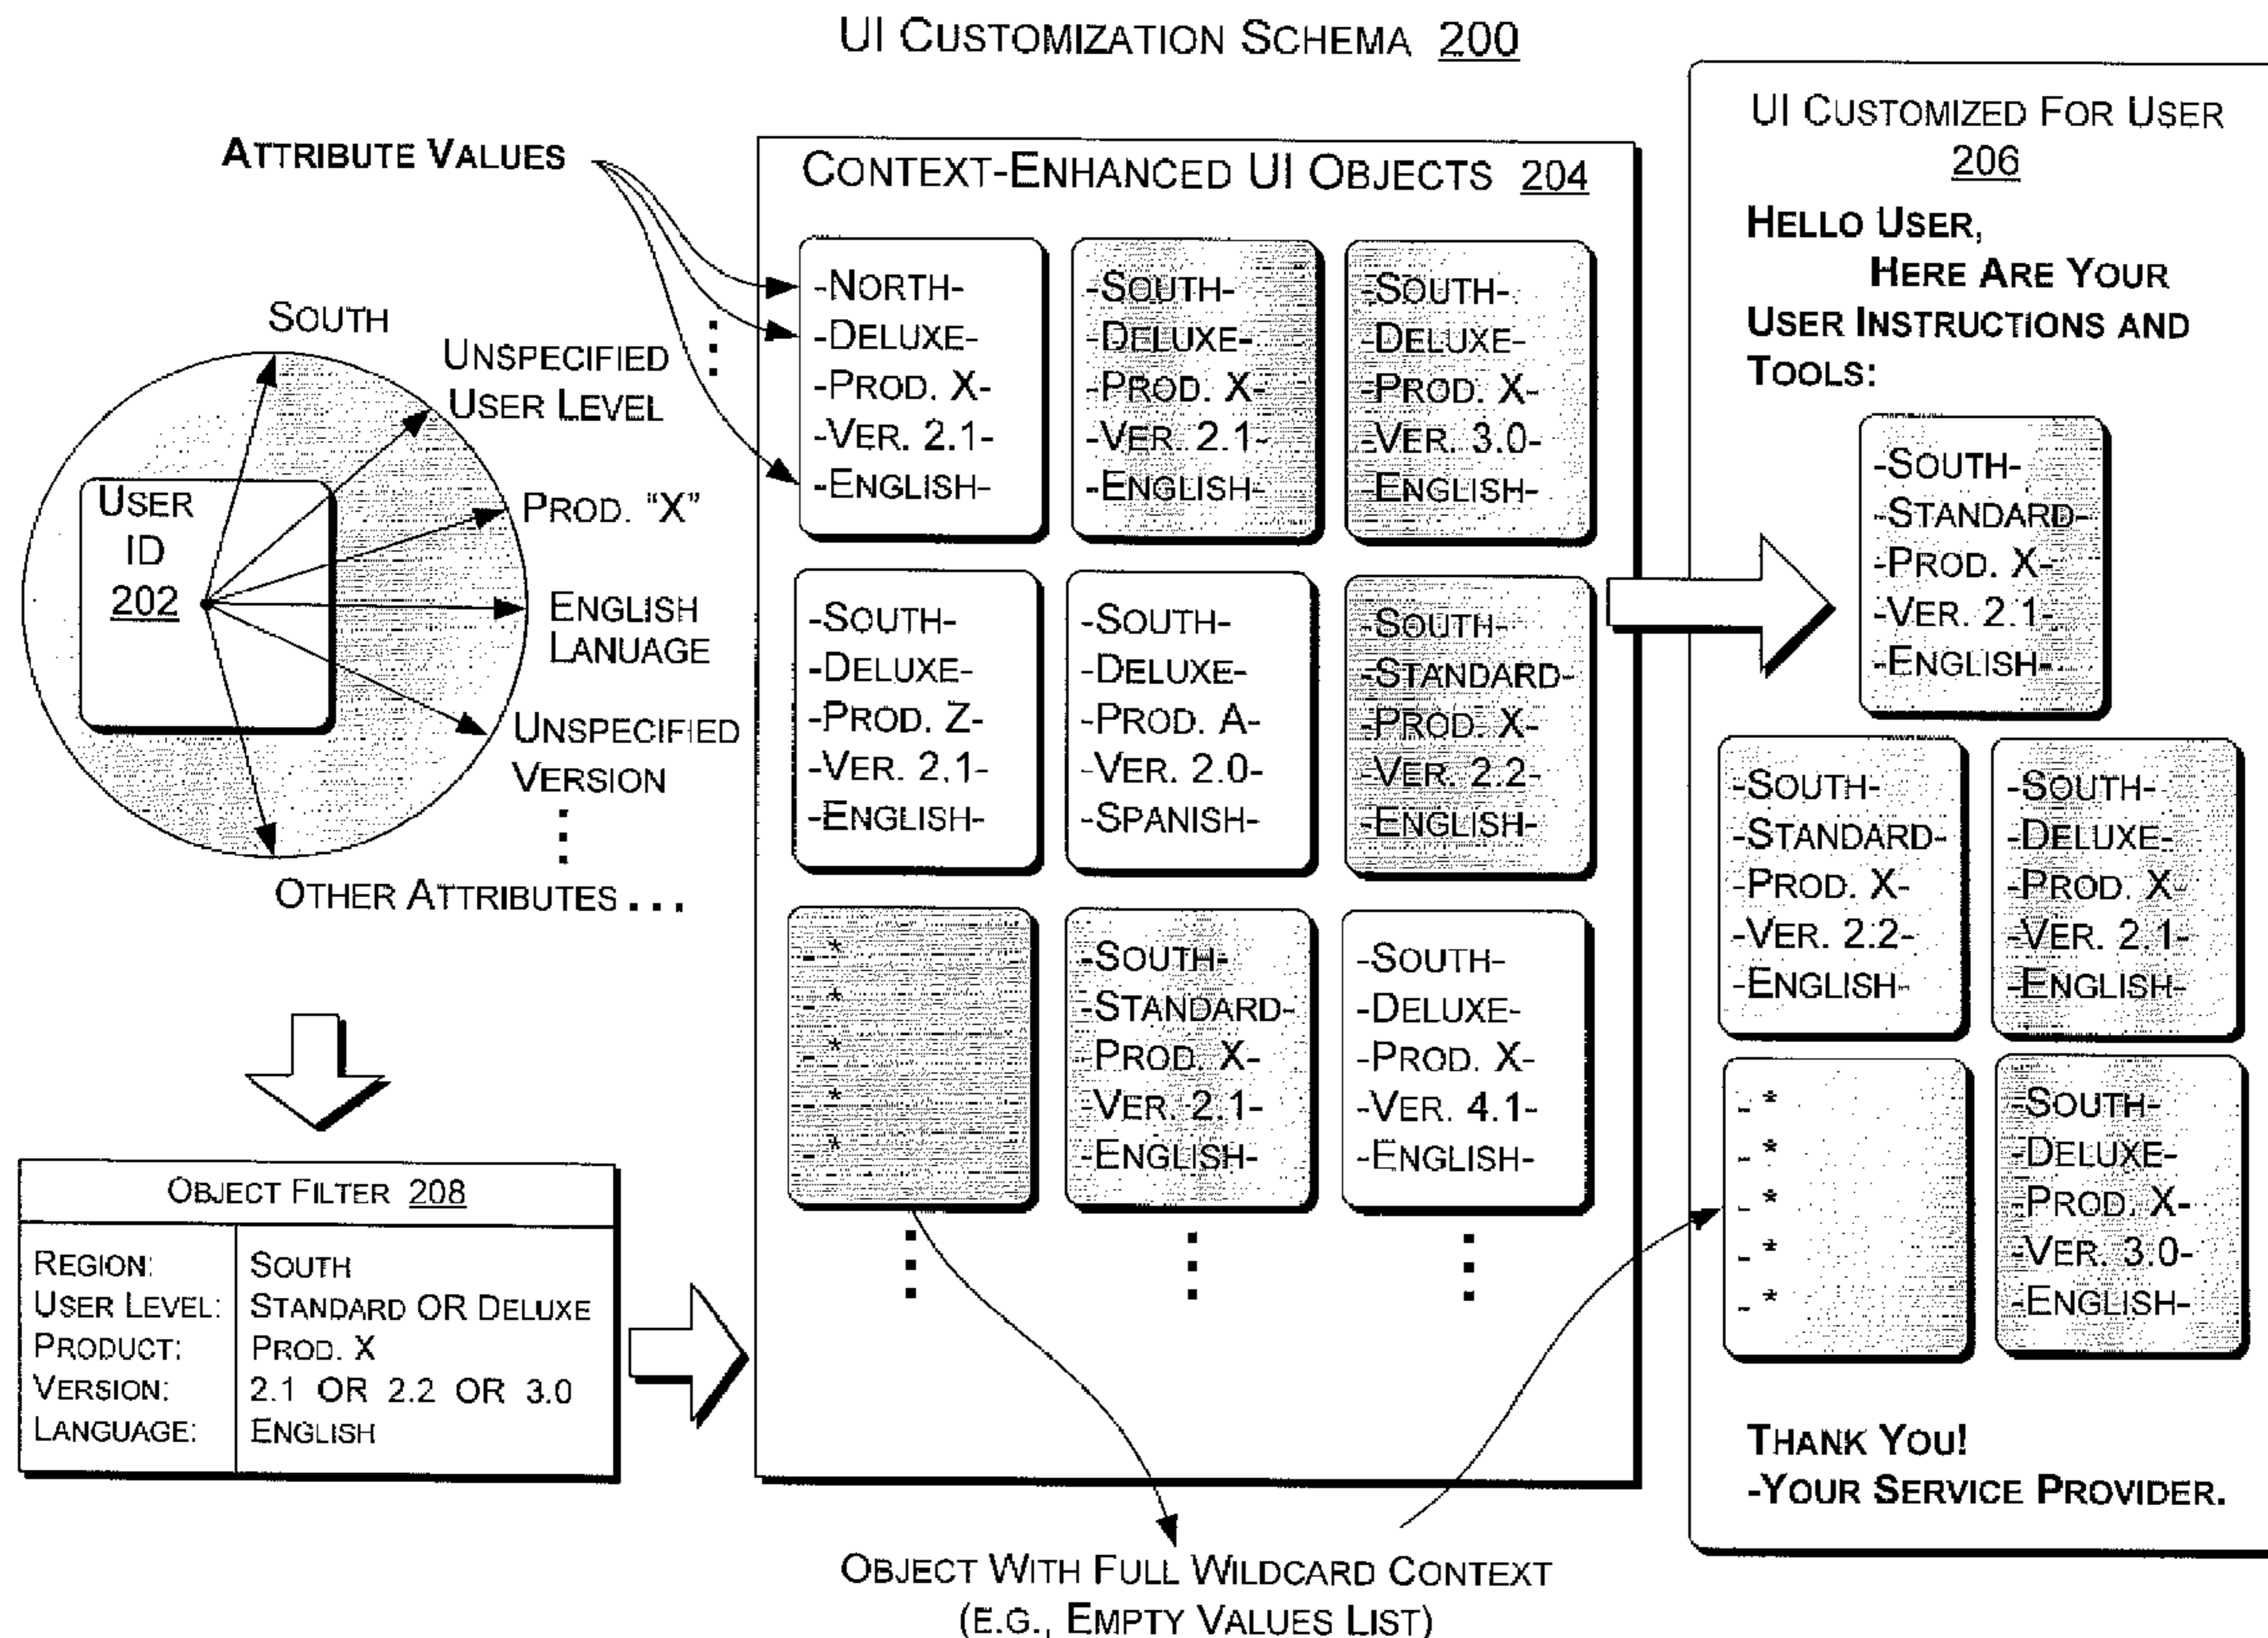 UI CUSTOMIZATION SCHEMA 200
ATTRIBUTE VALUES
SOUTH
UNSPECIFIED
USER LEVEL
PROD. “X”
ENGLISH
LANUAGE
UNSPECIFIED
VERSION
OTHER ATTRIBUTES . . .
USER
ID
202
OBJECT FILTER 208
REGION: SOUTH
USER LEVEL: STANDARD OR DELUXE
PRODUCT: PROD. X
VERSION: 2.1 OR 2.2 OR 3.0
LANGUAGE: ENGLISH
CONTEXT-ENHANCED UI OBJECTS 204
-NORTH-
-DELUXE-
-PROD. X-
-VER. 2.1-
-ENGLISH-
-SOUTH-
-DELUXE-
-PROD. X-
-VER. 2.1-
-ENGLISH-
-SOUTH-
-DELUXE-
-PROD. X-
-VER. 3.0-
-ENGLISH-
-SOUTH-
-DELUXE-
-PROD. Z-
-VER. 2.1-
-ENGLISH-
-SOUTH-
-DELUXE-
-PROD. A-
-VER. 2.0-
-SPANISH-
-SOUTH-
-STANDARD-
-PROD. X-
-VER. 2.2-
-ENGLISH-
- *
- *
- *
- *
- *
-SOUTH-
-STANDARD-
-PROD. X-
-VER. 2.1-
-ENGLISH-
-SOUTH-
-DELUXE-
-PROD. X-
-VER. 4.1-
-ENGLISH-
OBJECT WITH FULL WILDCARD CONTEXT
(E.G., EMPTY VALUES LIST)
UI CUSTOMIZED FOR USER
206
HELLO USER,
HERE ARE YOUR
USER INSTRUCTIONS AND
TOOLS:
-SOUTH-
-STANDARD-
-PROD. X-
-VER. 2.1-
-ENGLISH-
-SOUTH-
-STANDARD-
-PROD. X-
-VER. 2.2-
-ENGLISH-
-SOUTH-
-DELUXE-
-PROD. X-
-VER. 2.1-
-ENGLISH-
- *
- *
- *
- *
- *
-SOUTH-
-DELUXE-
-PROD. X-
-VER. 3.0-
-ENGLISH-
THANK YOU!
-YOUR SERVICE PROVIDER.